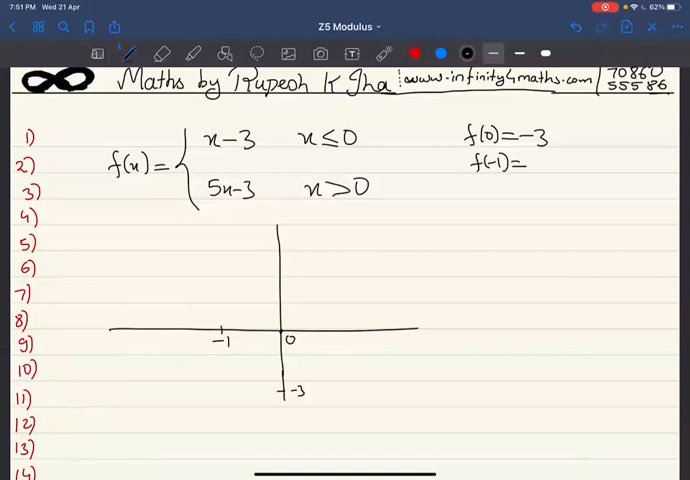 7:51 PM Wed 21 Apr
62%
Z5 Modulus
Maths by Rupesh K Jha
www.infinity4maths.com
70860
55586
1)
2)
3)
4)
5)
6)
7)
8)
9)
10)
11)
12)
13)
14)
f(x) =
x-3 x ≤ 0
5x-3 x > 0
f(0) = -3
f(-1) =
-1 0
-3